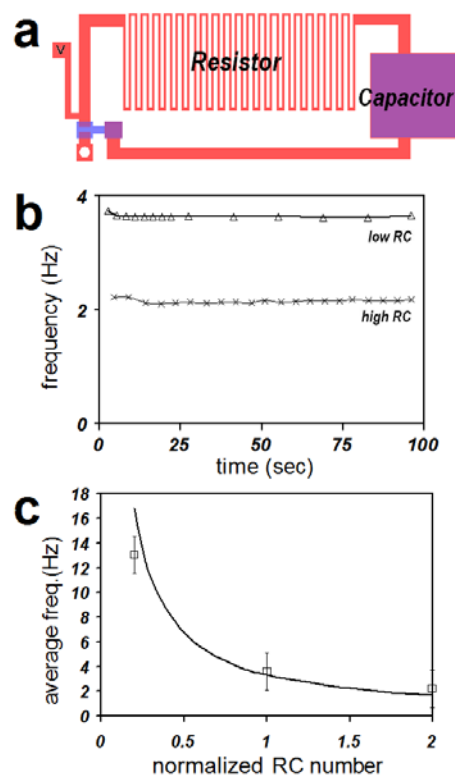 a
V
Resistor
Capacitor
b
4
2
0
frequency (Hz)
low RC
high RC
0
25
50
75
100
time (sec)
c
18
16
14
12
10
8
6
4
2
0
average freq.(Hz)
0
0.5
1
1.5
2
normalized RC number